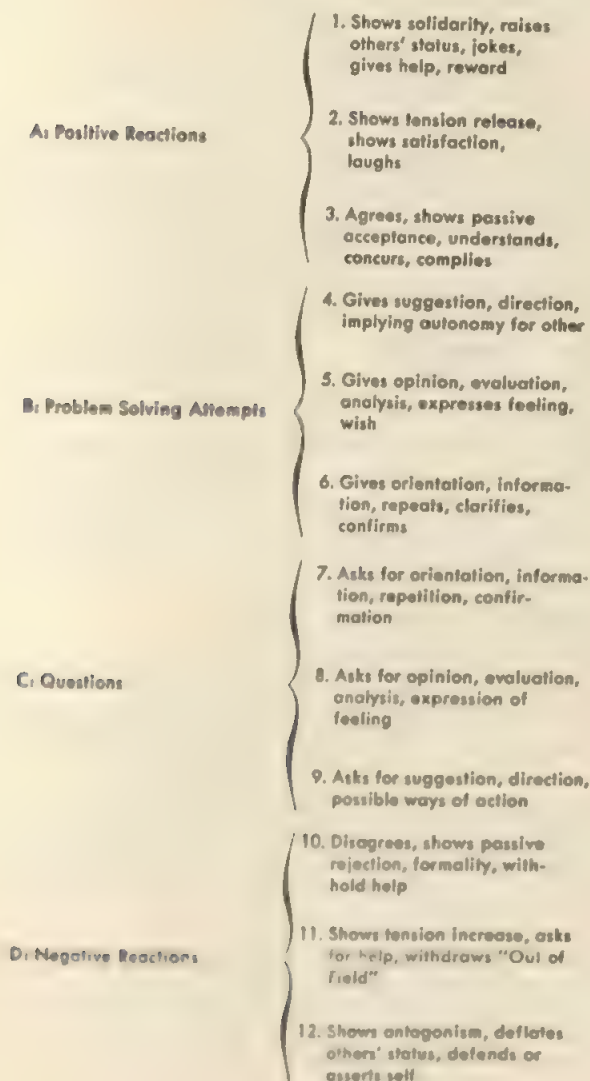 1. Shows solidarity, raises
others' status, jokes,
gives help, reward
A: Positive Reactions
2. Shows tension release,
shows satisfaction,
laughs
3. Agrees, shows passive
acceptance, understands,
concurs, complies
4. Gives suggestion, direction,
implying autonomy for other
B: Problem Solving Attempts
5. Gives opinion, evaluation,
analysis, expresses feeling,
wish
6. Gives orientation, informa-
tion, repeats, clarifies,
confirms
7. Asks for orientation, informa-
tion, repetition, confir-
mation
C: Questions
8. Asks for opinion, evaluation,
analysis, expression of
feeling
9. Asks for suggestion, direction,
possible ways of action
10. Disagrees, shows passive
rejection, formality, with-
hold help
D: Negative Reactions
11. Shows tension increase, asks
for help, withdraws "Out of
Field"
12. Shows antagonism, deflates
others' status, defends or
asserts self